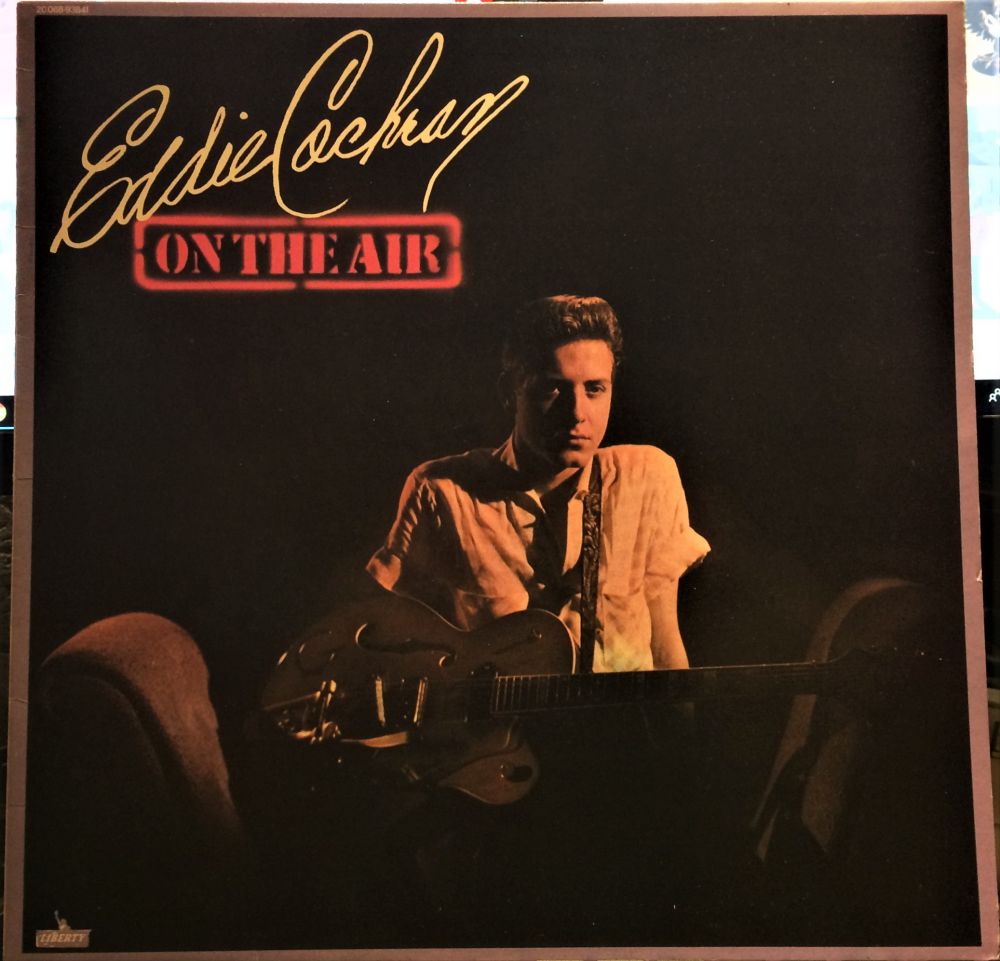 Eddie Cochran
ON THE AIR
LIBERTY